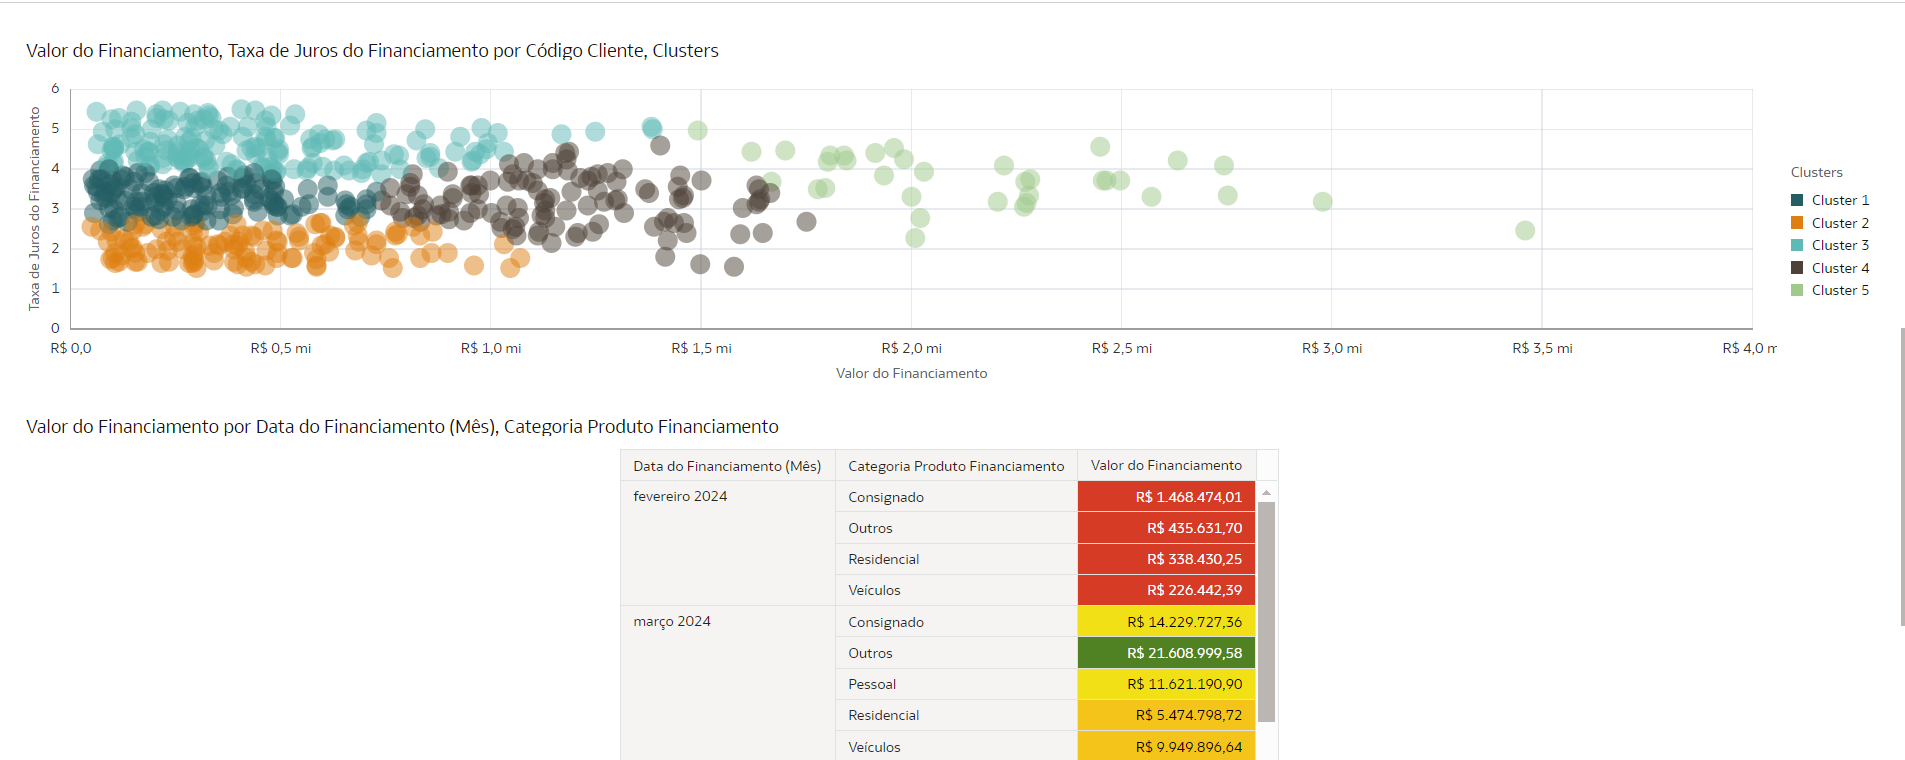 Valor do Financiamento, Taxa de Juros do Financiamento por Código Cliente, Clusters
Taxa de Juros do Financiamento
6
5
4
3
2
1
0
R$ 0,0 R$ 0,5 mi R$ 1,0 mi R$ 1,5 mi R$ 2,0 mi R$ 2,5 mi R$ 3,0 mi R$ 3,5 mi R$ 4,0 m
Valor do Financiamento
Clusters
Cluster 1
Cluster 2
Cluster 3
Cluster 4
Cluster 5
Valor do Financiamento por Data do Financiamento (Mês), Categoria Produto Financiamento
Data do Financiamento (Mês) Categoria Produto Financiamento Valor do Financiamento
fevereiro 2024 Consignado R$ 1.468.474,01
Outros R$ 435.631,70
Residencial R$ 338.430,25
Veículos R$ 226.442,39
março 2024 Consignado R$ 14.229.727,36
Outros R$ 21.608.999,58
Pessoal R$ 11.621.190,90
Residencial R$ 5.474.798,72
Veículos R$ 9.949.896,64